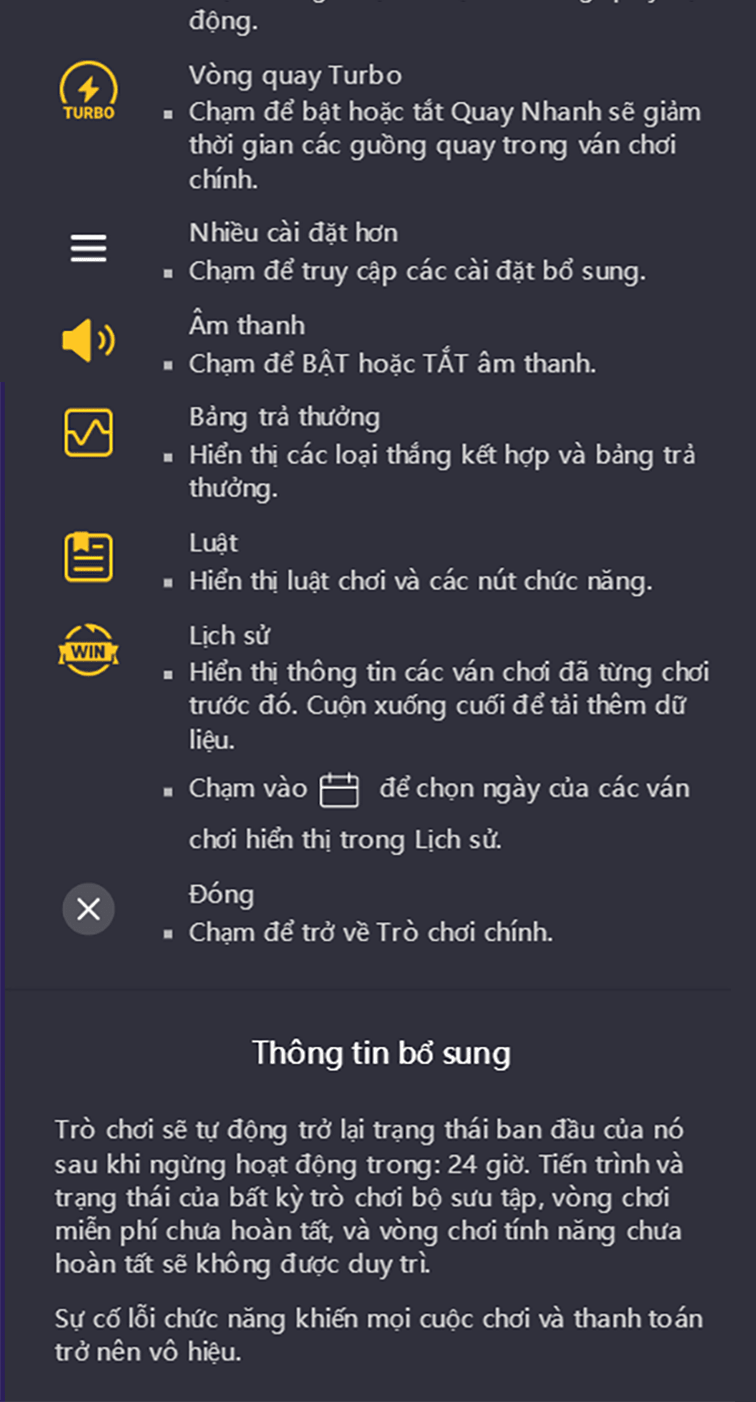 động.
Vòng quay Turbo
TURBO
▪ Chạm để bật hoặc tắt Quay Nhanh sẽ giảm
thời gian các guồng quay trong ván chơi
chính.
Nhiều cài đặt hơn
▪ Chạm để truy cập các cài đặt bổ sung.
Âm thanh
▪ Chạm để BẬT hoặc TẮT âm thanh.
Bảng trả thưởng
▪ Hiển thị các loại thắng kết hợp và bảng trả
thưởng.
Luật
▪ Hiển thị luật chơi và các nút chức năng.
Lịch sử
WIN
▪ Hiển thị thông tin các ván chơi đã từng chơi
trước đó. Cuộn xuống cuối để tải thêm dữ
liệu.
▪ Chạm vào để chọn ngày của các ván
chơi hiển thị trong Lịch sử.
Đóng
▪ Chạm để trở về Trò chơi chính.
Thông tin bổ sung
Trò chơi sẽ tự động trở lại trạng thái ban đầu của nó
sau khi ngừng hoạt động trong: 24 giờ. Tiến trình và
trạng thái của bất kỳ trò chơi bộ sưu tập, vòng chơi
miễn phí chưa hoàn tất, và vòng chơi tính năng chưa
hoàn tất sẽ không được duy trì.
Sự cố lỗi chức năng khiến mọi cuộc chơi và thanh toán
trở nên vô hiệu.